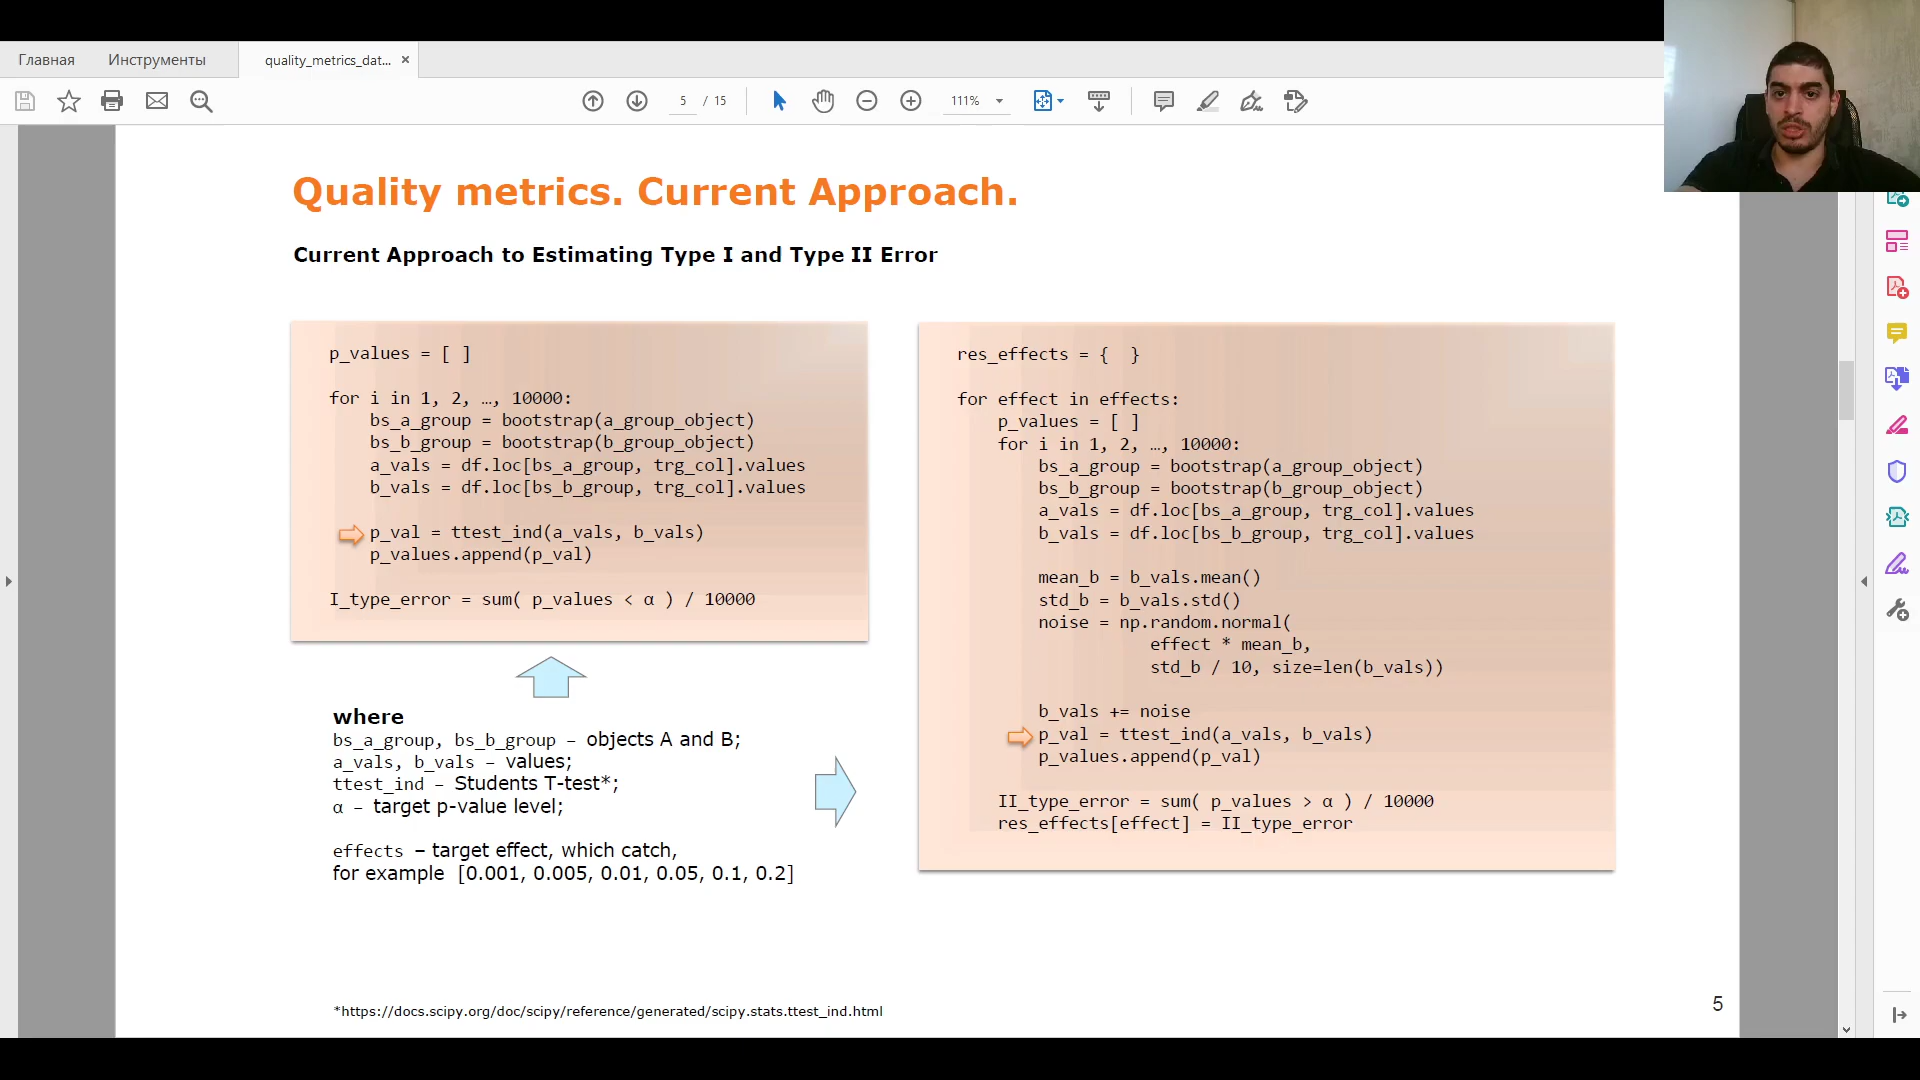 Главная Инструменты quality_metrics_dat... ×
5 / 15 111%
Quality metrics. Current Approach.
Current Approach to Estimating Type I and Type II Error
p_values = [ ]
for i in 1, 2, …, 10000:
bs_a_group = bootstrap(a_group_object)
bs_b_group = bootstrap(b_group_object)
a_vals = df.loc[bs_a_group, trg_col].values
b_vals = df.loc[bs_b_group, trg_col].values
p_val = ttest_ind(a_vals, b_vals)
p_values.append(p_val)
I_type_error = sum( p_values < α ) / 10000
where
bs_a_group, bs_b_group – objects A and B;
a_vals, b_vals – values;
ttest_ind – Students T-test*;
α – target p-value level;
effects – target effect, which catch,
for example [0.001, 0.005, 0.01, 0.05, 0.1, 0.2]
res_effects = { }
for effect in effects:
p_values = [ ]
for i in 1, 2, …, 10000:
bs_a_group = bootstrap(a_group_object)
bs_b_group = bootstrap(b_group_object)
a_vals = df.loc[bs_a_group, trg_col].values
b_vals = df.loc[bs_b_group, trg_col].values
mean_b = b_vals.mean()
std_b = b_vals.std()
noise = np.random.normal(
effect * mean_b,
std_b / 10, size=len(b_vals))
b_vals += noise
p_val = ttest_ind(a_vals, b_vals)
p_values.append(p_val)
II_type_error = sum( p_values > α ) / 10000
res_effects[effect] = II_type_error
*https://docs.scipy.org/doc/scipy/reference/generated/scipy.stats.ttest_ind.html
5